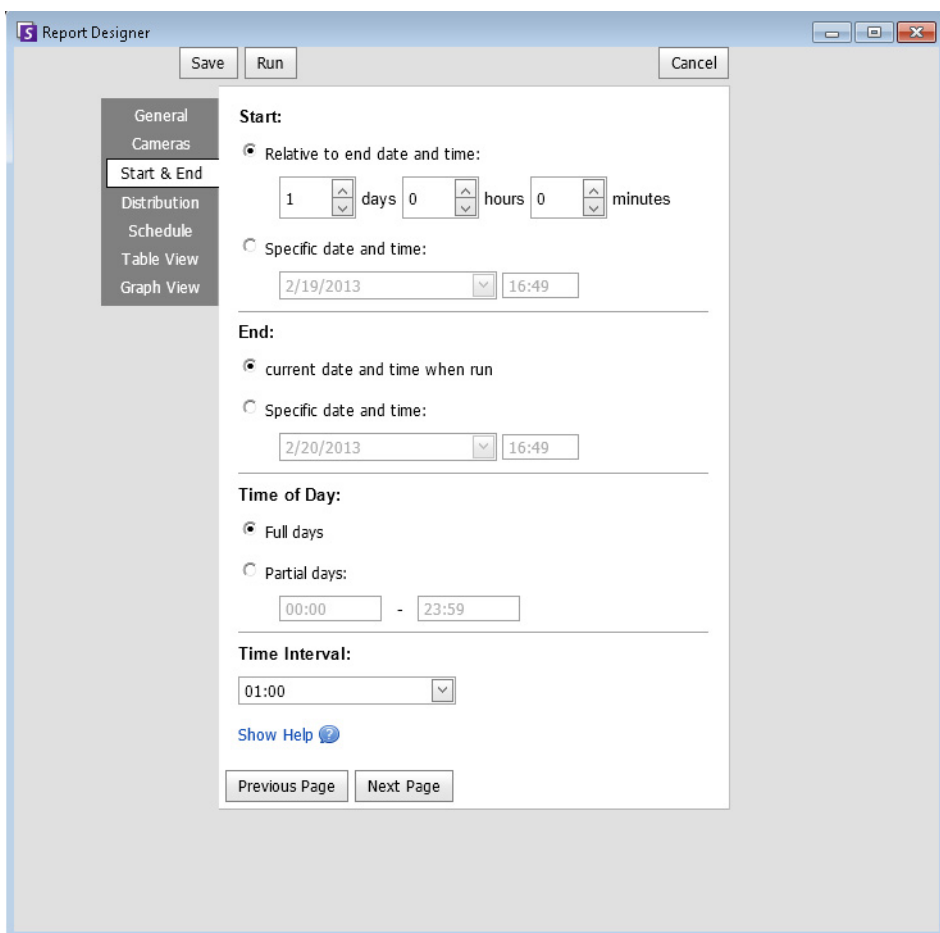 Report Designer
Save Run Cancel
General
Cameras
Start & End
Distribution
Schedule
Table View
Graph View
Start:
Relative to end date and time:
1 days 0 hours 0 minutes
Specific date and time:
2/19/2013 16:49
End:
current date and time when run
Specific date and time:
2/20/2013 16:49
Time of Day:
Full days
Partial days:
00:00 - 23:59
Time Interval:
01:00
Show Help ?
Previous Page Next Page